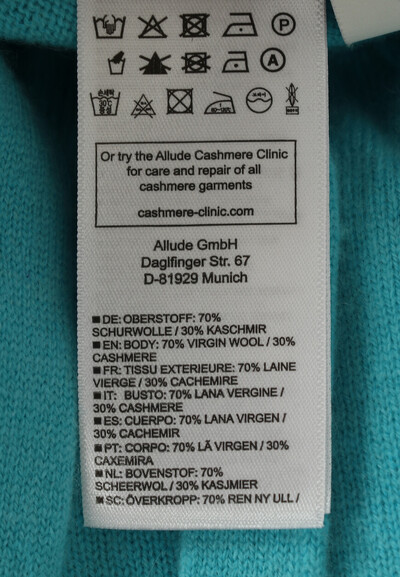 P
A
30℃
Or try the Allude Cashmere Clinic
for care and repair of all
cashmere garments
cashmere-clinic.com
Allude GmbH
Daglfinger Str. 67
D-81929 Munich
DE: OBERSTOFF: 70%
SCHURWOLLE / 30% KASCHMIR
EN: BODY: 70% VIRGIN WOOL / 30%
CASHMERE
FR: TISSU EXTERIEURE: 70% LAINE
VIERGE / 30% CACHEMIRE
IT: BUSTO: 70% LANA VERGINE /
30% CASHMERE
ES: CUERPO: 70% LANA VIRGEN /
30% CACHEMIR
PT: CORPO: 70% LÃ VIRGEN / 30%
CAXEMIRA
NL: BOVENSTOF: 70%
SCHEERWOL / 30% KASJMIER
SC: ÖVERKROPP: 70% REN NY ULL /